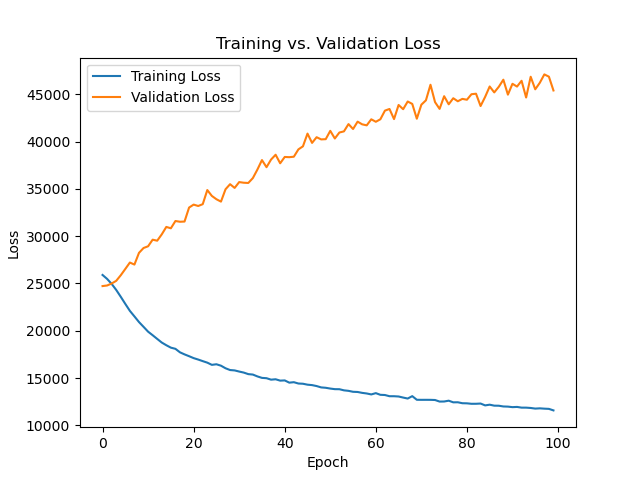 Training vs. Validation Loss
Training Loss
Validation Loss
45000
40000
35000
30000
25000
20000
15000
10000
Loss
0 20 40 60 80 100
Epoch